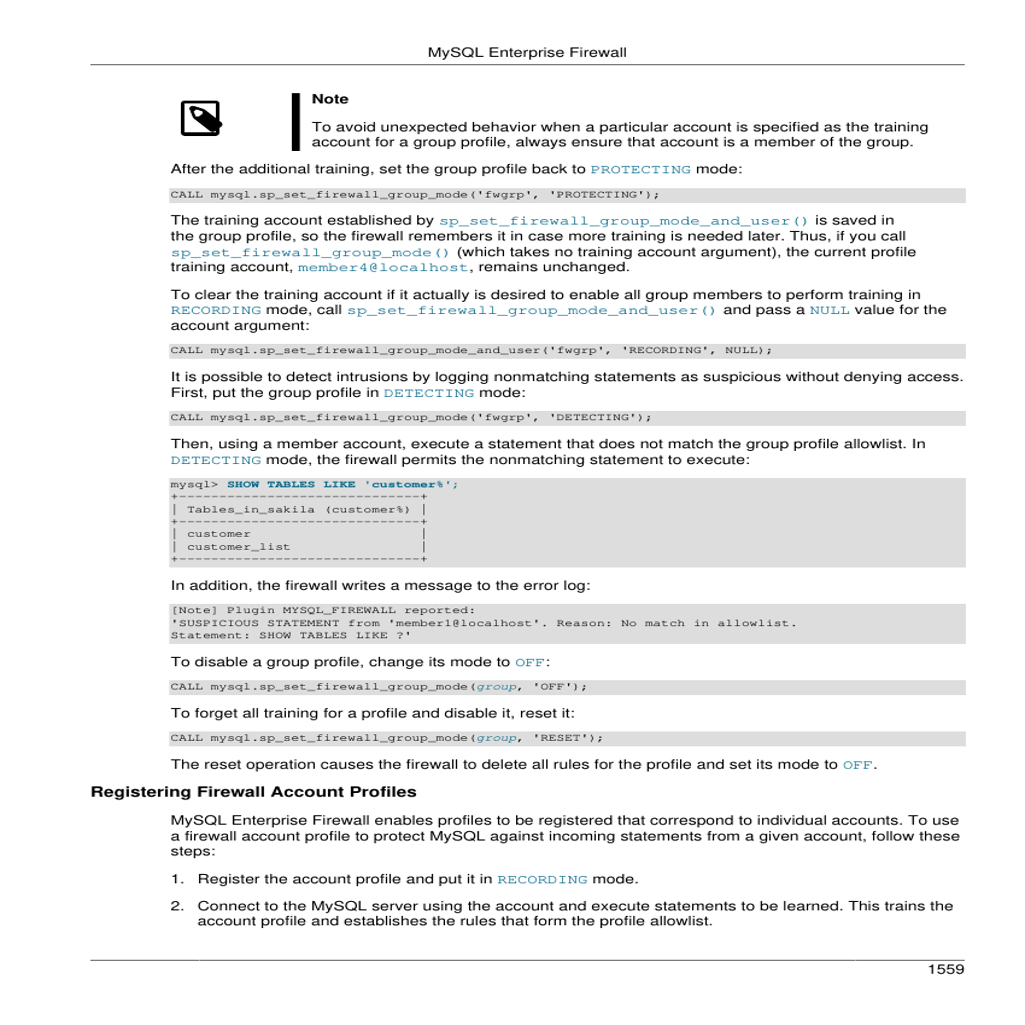 MySQL Enterprise Firewall
Note
To avoid unexpected behavior when a particular account is specified as the training
account for a group profile, always ensure that account is a member of the group.
After the additional training, set the group profile back to PROTECTING mode:
CALL mysql.sp_set_firewall_group_mode('fwgrp', 'PROTECTING');
The training account established by sp_set_firewall_group_mode_and_user() is saved in
the group profile, so the firewall remembers it in case more training is needed later. Thus, if you call
sp_set_firewall_group_mode() (which takes no training account argument), the current profile
training account, member4@localhost, remains unchanged.
To clear the training account if it actually is desired to enable all group members to perform training in
RECORDING mode, call sp_set_firewall_group_mode_and_user() and pass a NULL value for the
account argument:
CALL mysql.sp_set_firewall_group_mode_and_user('fwgrp', 'RECORDING', NULL);
It is possible to detect intrusions by logging nonmatching statements as suspicious without denying access.
First, put the group profile in DETECTING mode:
CALL mysql.sp_set_firewall_group_mode('fwgrp', 'DETECTING');
Then, using a member account, execute a statement that does not match the group profile allowlist. In
DETECTING mode, the firewall permits the nonmatching statement to execute:
mysql> SHOW TABLES LIKE 'customer%';
+------------------------------+
| Tables_in_sakila (customer%) |
+------------------------------+
| customer                     |
| customer_list                |
+------------------------------+
In addition, the firewall writes a message to the error log:
[Note] Plugin MYSQL_FIREWALL reported:
'SUSPICIOUS STATEMENT from 'member1@localhost'. Reason: No match in allowlist.
Statement: SHOW TABLES LIKE ?'
To disable a group profile, change its mode to OFF:
CALL mysql.sp_set_firewall_group_mode(group, 'OFF');
To forget all training for a profile and disable it, reset it:
CALL mysql.sp_set_firewall_group_mode(group, 'RESET');
The reset operation causes the firewall to delete all rules for the profile and set its mode to OFF.
Registering Firewall Account Profiles
MySQL Enterprise Firewall enables profiles to be registered that correspond to individual accounts. To use
a firewall account profile to protect MySQL against incoming statements from a given account, follow these
steps:
1. Register the account profile and put it in RECORDING mode.
2. Connect to the MySQL server using the account and execute statements to be learned. This trains the
account profile and establishes the rules that form the profile allowlist.
1559